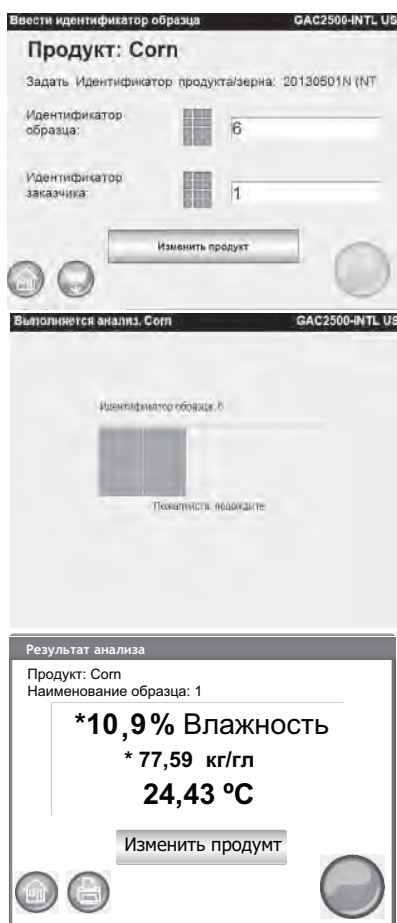 Ввести идентификатор образца GAC2500-INTL US
Продукт: Corn
Задать Идентификатор продукта/зерна: 20130501N (NT
Идентификатор
образца:
6
Идентификатор
заказчика:
1
Изменить продукт
Выполняется анализ. Corn GAC2500-INTL US
Идентификатор образца: 6
Пожалуйста, подождите
Результат анализа
Продукт: Corn
Наименование образца: 1
*10,9% Влажность
* 77,59 кг/гл
24,43 ºC
Изменить продумт